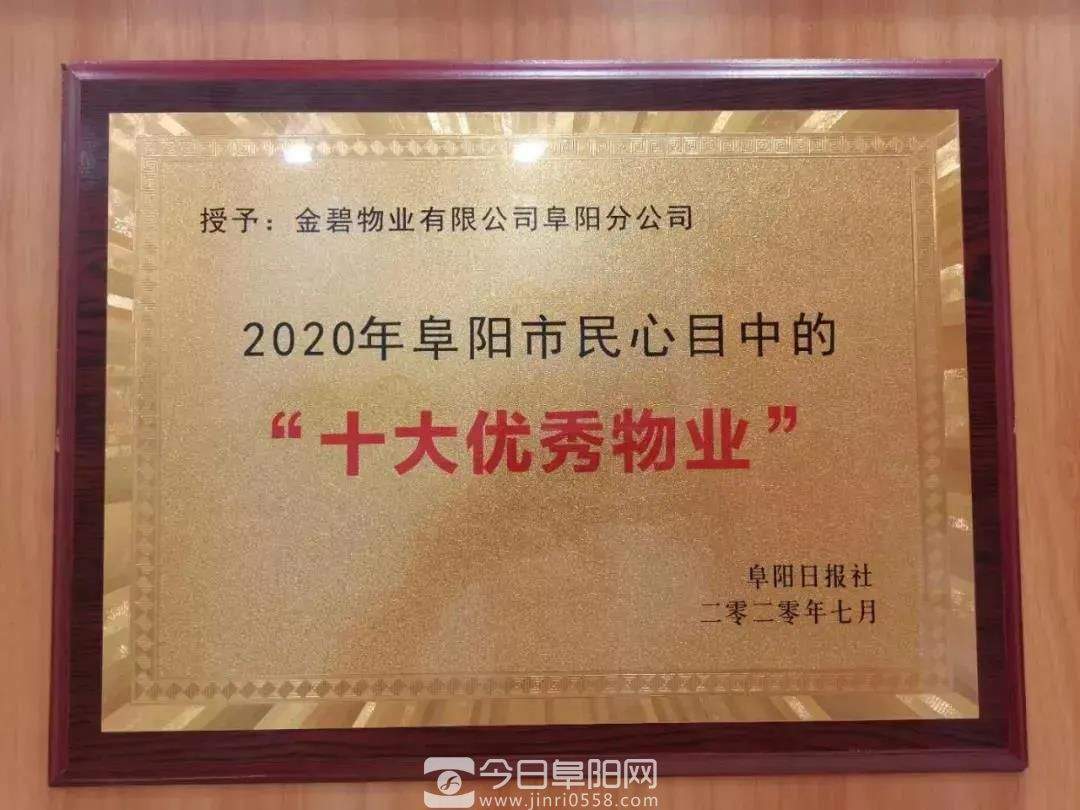 授予：金碧物业有限公司阜阳分公司
2020年阜阳市民心目中的
“十大优秀物业”
阜阳日报社
二零二零年七月
今日阜阳网
www.jinri0558.com